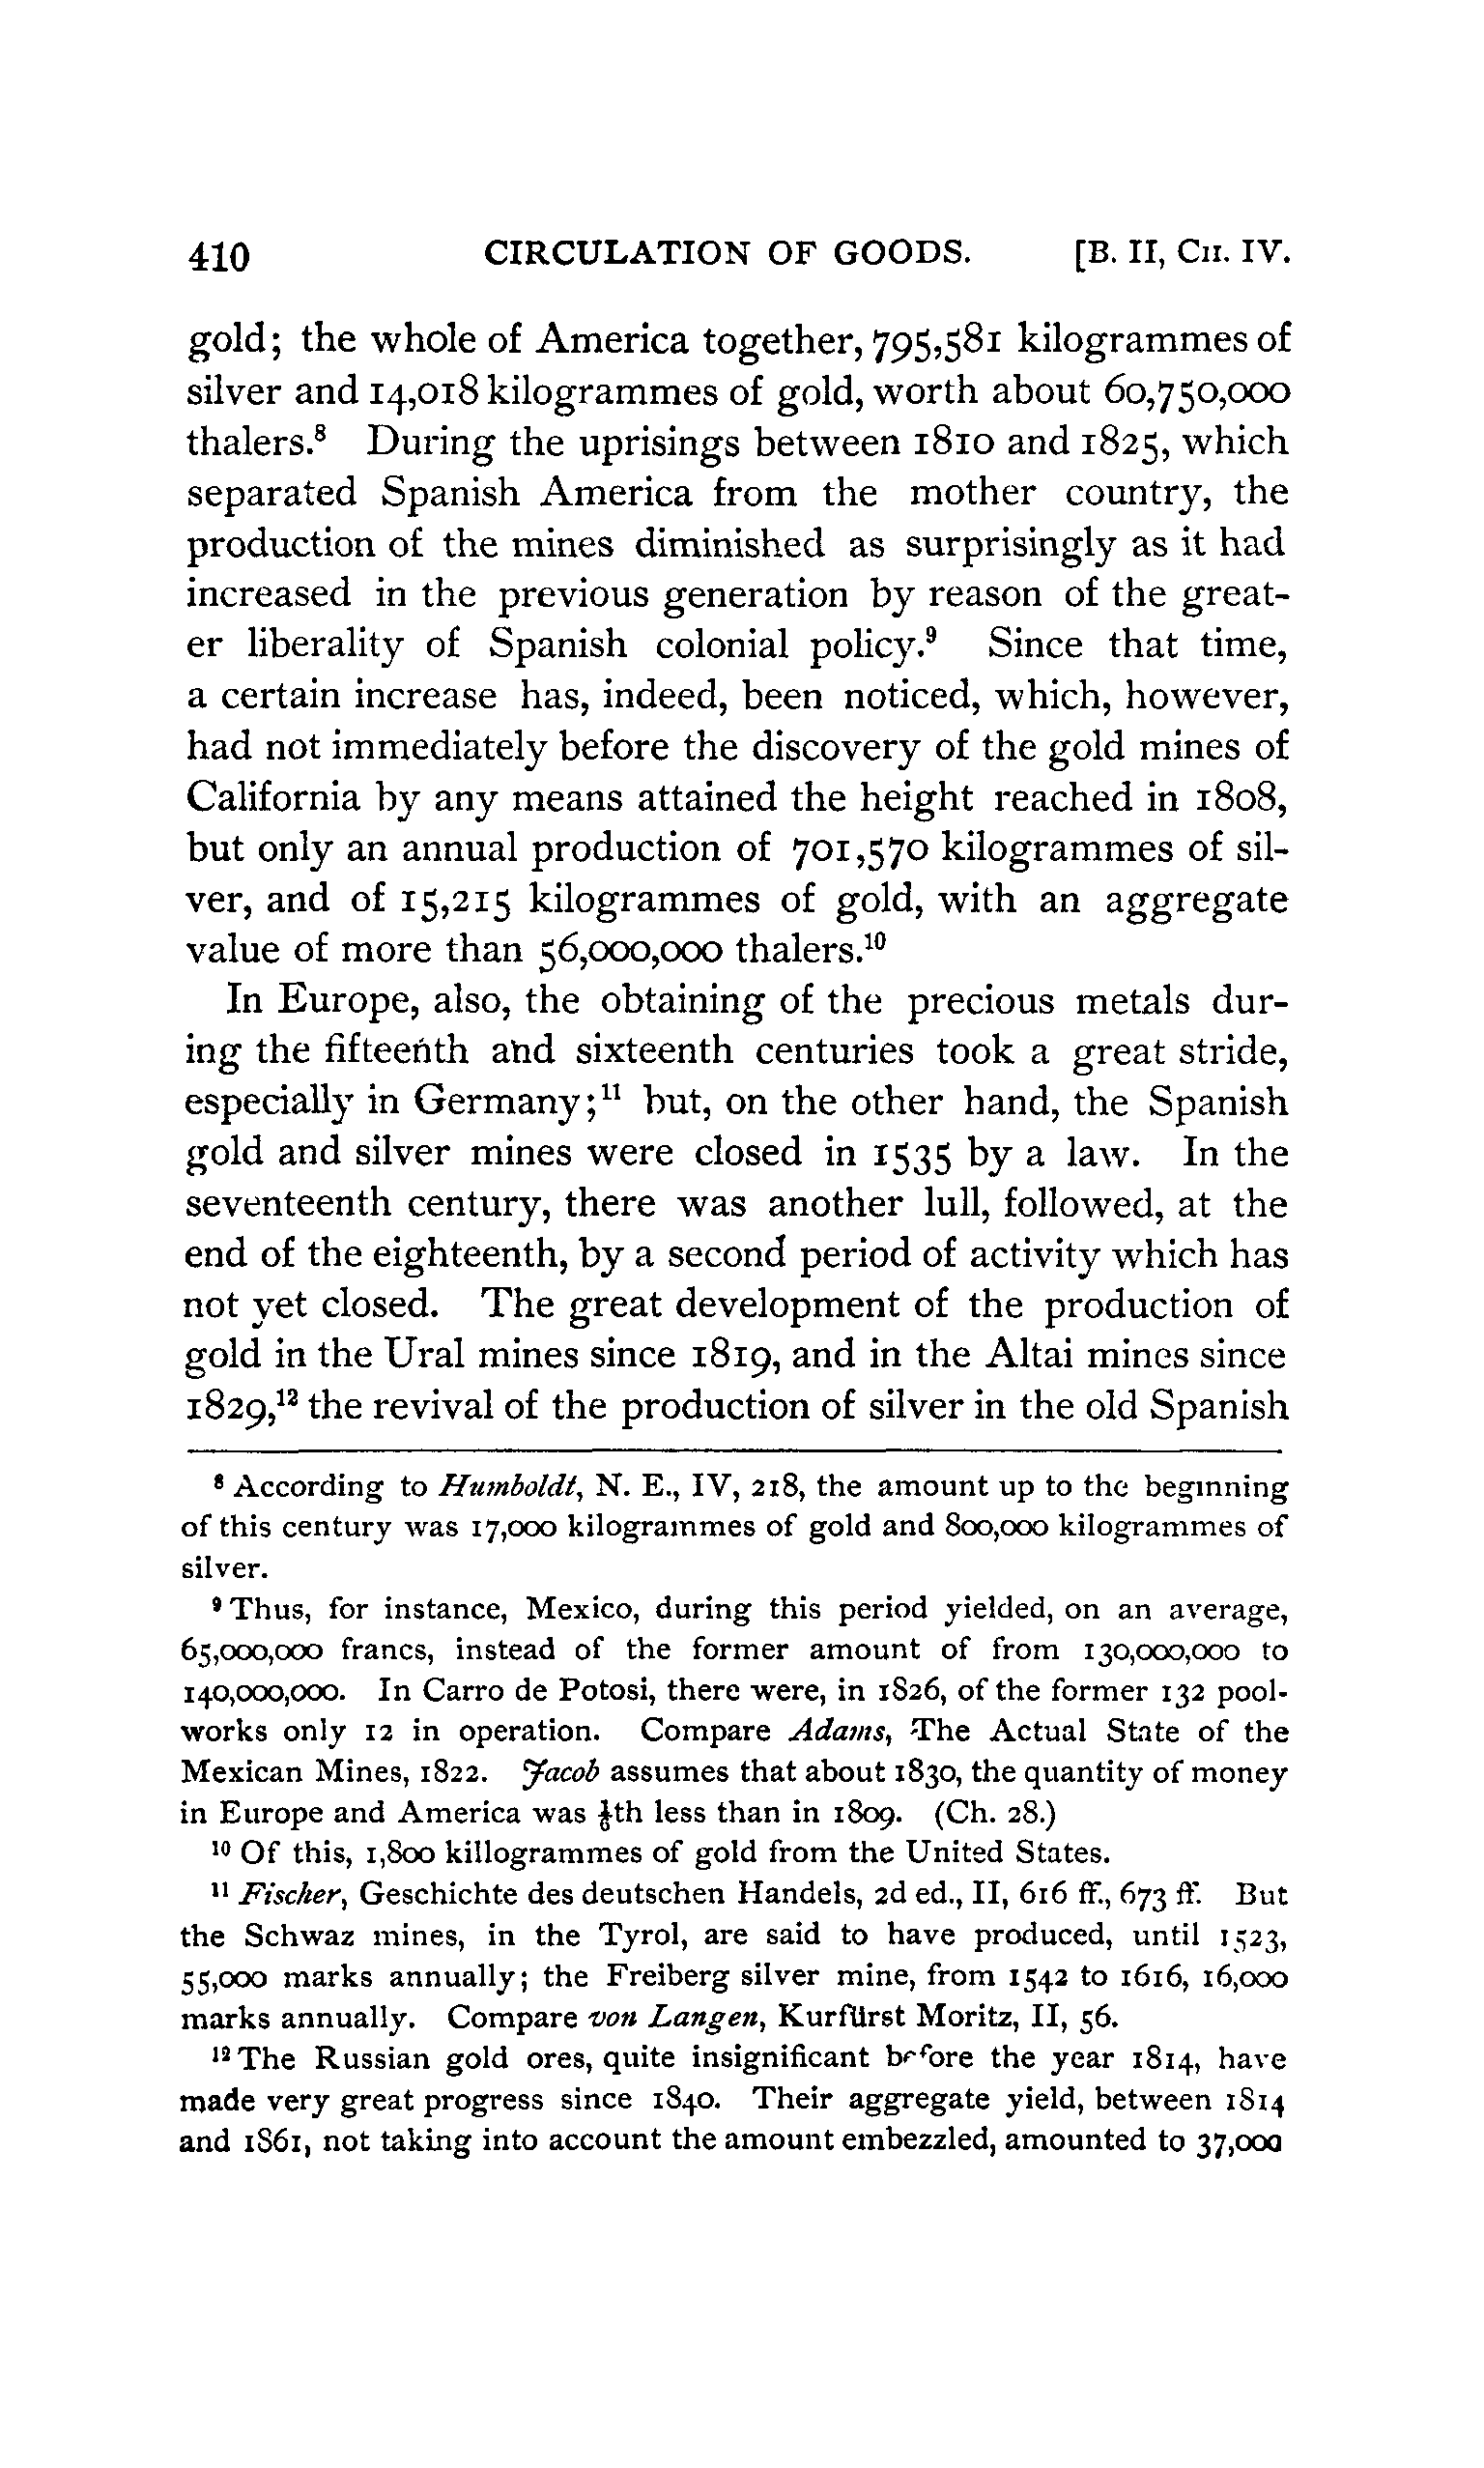 410 CIRCULATION OF GOODS. [B. II, CH. IV.
gold; the whole of America together, 795,581 kilogrammes of
silver and 14,018 kilogrammes of gold, worth about 60,750,000
thalers.⁸ During the uprisings between 1810 and 1825, which
separated Spanish America from the mother country, the
production of the mines diminished as surprisingly as it had
increased in the previous generation by reason of the great-
er liberality of Spanish colonial policy.⁹ Since that time,
a certain increase has, indeed, been noticed, which, however,
had not immediately before the discovery of the gold mines of
California by any means attained the height reached in 1808,
but only an annual production of 701,570 kilogrammes of sil-
ver, and of 15,215 kilogrammes of gold, with an aggregate
value of more than 56,000,000 thalers.¹⁰
In Europe, also, the obtaining of the precious metals dur-
ing the fifteenth and sixteenth centuries took a great stride,
especially in Germany;¹¹ but, on the other hand, the Spanish
gold and silver mines were closed in 1535 by a law. In the
seventeenth century, there was another lull, followed, at the
end of the eighteenth, by a second period of activity which has
not yet closed. The great development of the production of
gold in the Ural mines since 1819, and in the Altai mines since
1829,¹² the revival of the production of silver in the old Spanish
⁸ According to Humboldt, N. E., IV, 218, the amount up to the beginning
of this century was 17,000 kilogrammes of gold and 800,000 kilogrammes of
silver.
⁹ Thus, for instance, Mexico, during this period yielded, on an average,
65,000,000 francs, instead of the former amount of from 130,000,000 to
140,000,000. In Carro de Potosi, there were, in 1826, of the former 132 pool-
works only 12 in operation. Compare Adams, The Actual State of the
Mexican Mines, 1822. Jacob assumes that about 1830, the quantity of money
in Europe and America was th less than in 1809. (Ch. 28.)
¹⁰ Of this, 1,800 killogrammes of gold from the United States.
¹¹ Fischer, Geschichte des deutschen Handels, 2d ed., II, 616 ff., 673 ff. But
the Schwaz mines, in the Tyrol, are said to have produced, until 1523,
55,000 marks annually; the Freiberg silver mine, from 1542 to 1616, 16,000
marks annually. Compare von Langen, Kurfürst Moritz, II, 56.
¹² The Russian gold ores, quite insignificant before the year 1814, have
made very great progress since 1840. Their aggregate yield, between 1814
and 1861, not taking into account the amount embezzled, amounted to 37,000